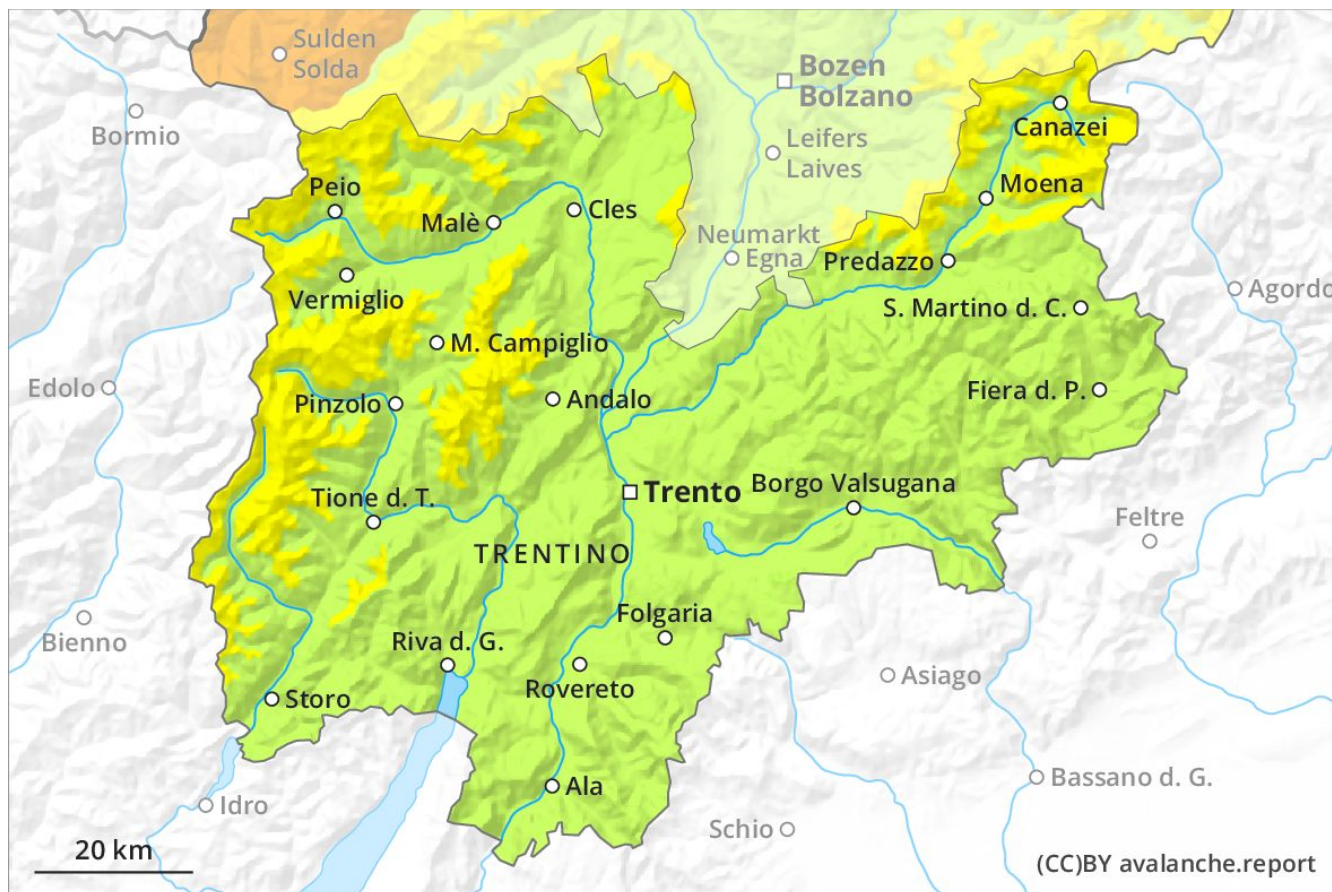 Sulden
Solda
Bozen
Bolzano
Bormio
Canazei
Leifers
Laives
Peio
Moena
Malè
Cles
Neumarkt
Egna
Predazzo
Vermiglio
Agordo
S. Martino d. C.
M. Campiglio
Edolo
Andalo
Fiera d. P.
Pinzolo
Borgo Valsugana
Trento
Tione d. T.
Feltre
TRENTINO
Folgaria
Bienno
Riva d. G.
Asiago
Rovereto
Storo
Bassano d. G.
Ala
Idro
Schio
20 km
(CC)BY avalanche.report